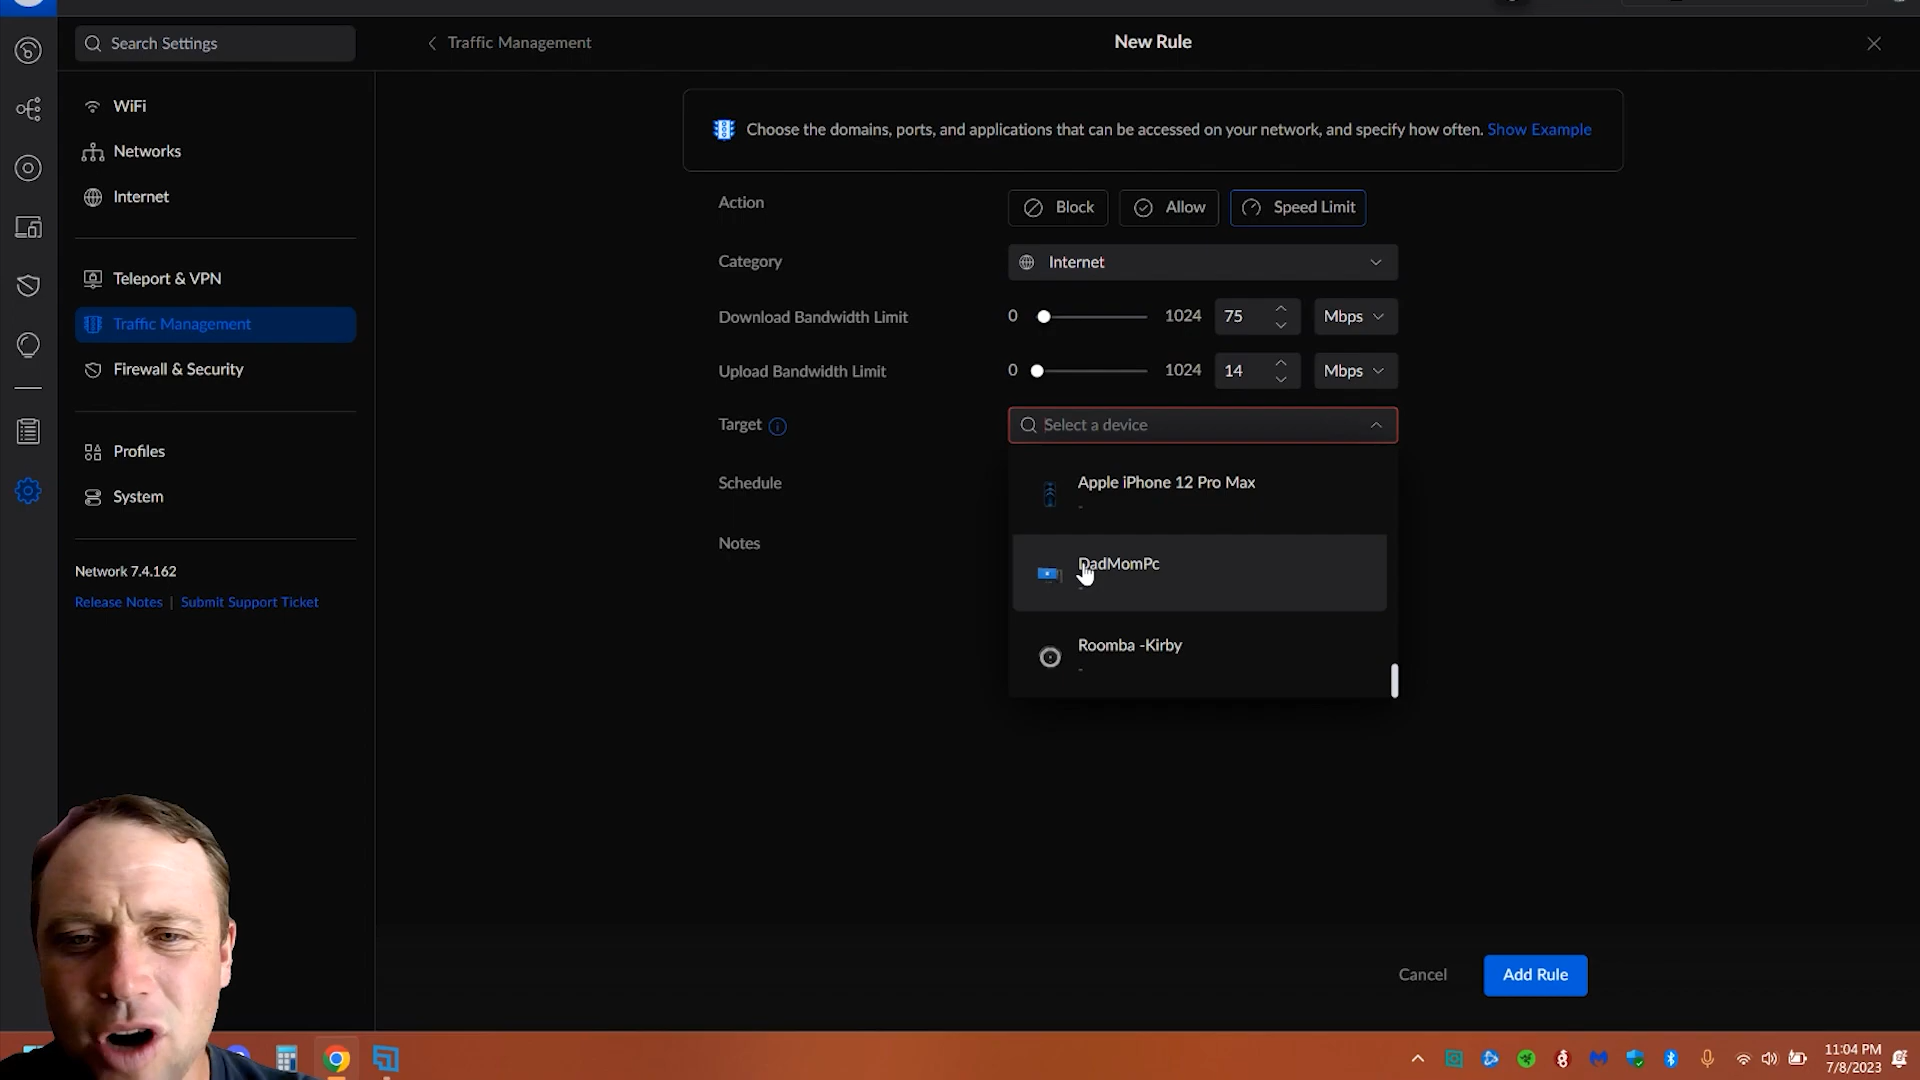 Search Settings
Traffic Management
New Rule
WiFi
Networks
Internet
Teleport & VPN
Traffic Management
Firewall & Security
Profiles
System
Network 7.4.162
Release Notes | Submit Support Ticket
Choose the domains, ports, and applications that can be accessed on your network, and specify how often. Show Example
Action
Block
Allow
Speed Limit
Category
Internet
Download Bandwidth Limit
0
1024
75
Mbps
Upload Bandwidth Limit
0
1024
14
Mbps
Target
Select a device
Schedule
Notes
Apple iPhone 12 Pro Max
-
DadMomPc
-
Roomba -Kirby
-
Cancel
Add Rule
11:04 PM
7/8/2023